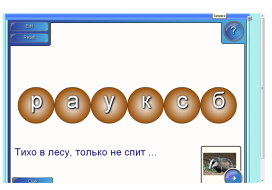 ?
р а у к с б
Тихо в лесу, только не спит ...